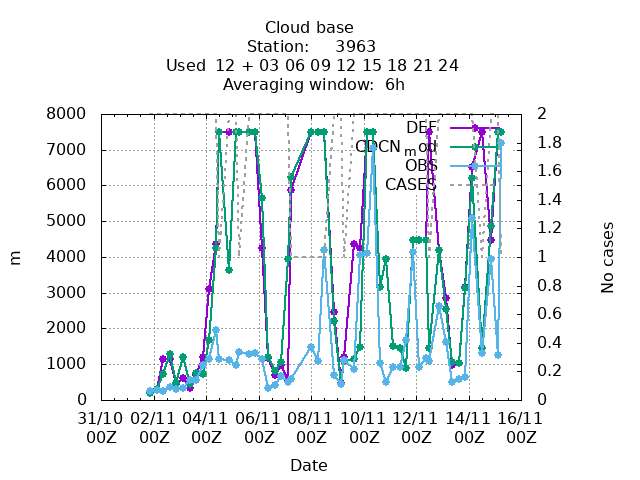 Cloud base
Station: 3963
Used 12 + 03 06 09 12 15 18 21 24
Averaging window: 6h
8000
7000
6000
5000
4000
3000
2000
1000
0
m
2
1.8
1.6
1.4
1.2
1
0.8
0.6
0.4
0.2
0
No cases
DEF
CDCN_mod
OBS
CASES
31/10 02/11 04/11 06/11 08/11 10/11 12/11 14/11 16/11
00Z 00Z 00Z 00Z 00Z 00Z 00Z 00Z 00Z
Date